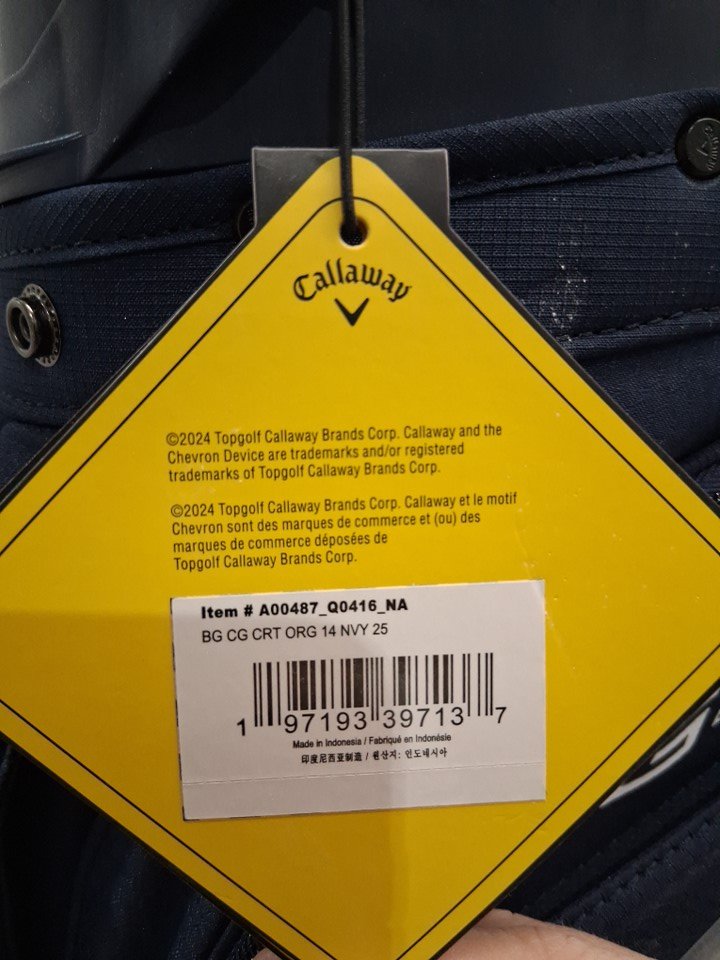 Callaway
©2024 Topgolf Callaway Brands Corp. Callaway and the
Chevron Device are trademarks and/or registered
trademarks of Topgolf Callaway Brands Corp.
©2024 Topgolf Callaway Brands Corp. Callaway et le motif
Chevron sont des marques de commerce et (ou) des
marques de commerce déposées de
Topgolf Callaway Brands Corp.
Item # A00487_Q0416_NA
BG CG CRT ORG 14 NVY 25
1 97193 39713 7
Made in Indonesia / Fabriqué en Indonésie
印度尼西亚制造 / 원산지: 인도네시아